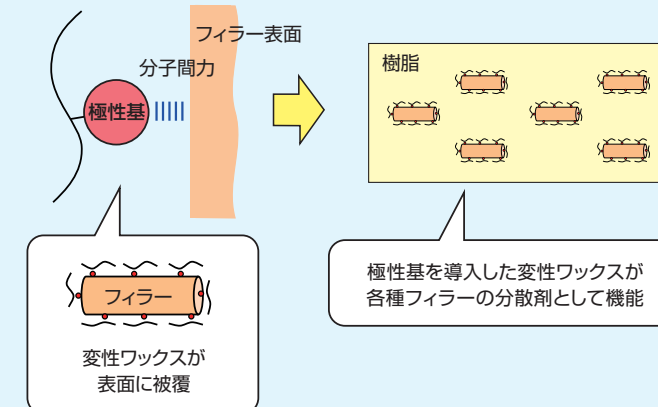 フィラー表面
分子間力
極性基
樹脂
フィラー
変性ワックスが
表面に被覆
極性基を導入した変性ワックスが
各種フィラーの分散剤として機能